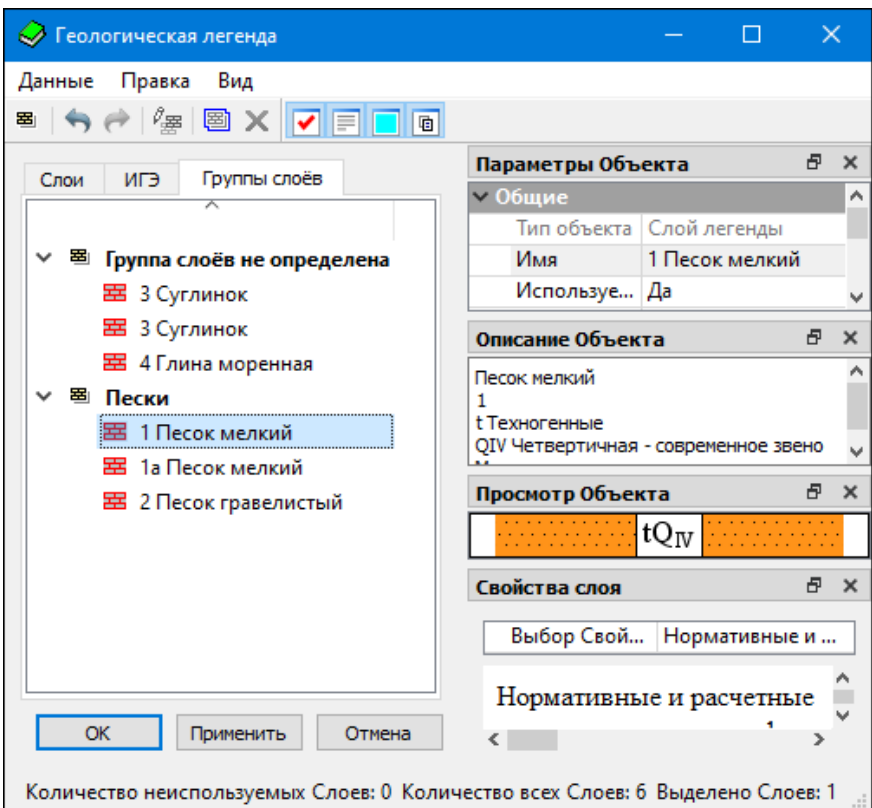 Геологическая легенда
Данные Правка Вид
Слои ИГЭ Группы слоёв
Группа слоёв не определена
3 Суглинок
3 Суглинок
4 Глина моренная
Пески
1 Песок мелкий
1а Песок мелкий
2 Песок гравелистый
ОК Применить Отмена
Параметры Объекта
Общие
Тип объекта Слой легенды
Имя 1 Песок мелкий
Используе... Да
Описание Объекта
Песок мелкий
1
t Техногенные
QIV Четвертичная - современное звено
Просмотр Объекта
tQIV
Свойства слоя
Выбор Свой... Нормативные и ...
Нормативные и расчетные
Количество неиспользуемых Слоев: 0 Количество всех Слоев: 6 Выделено Слоев: 1